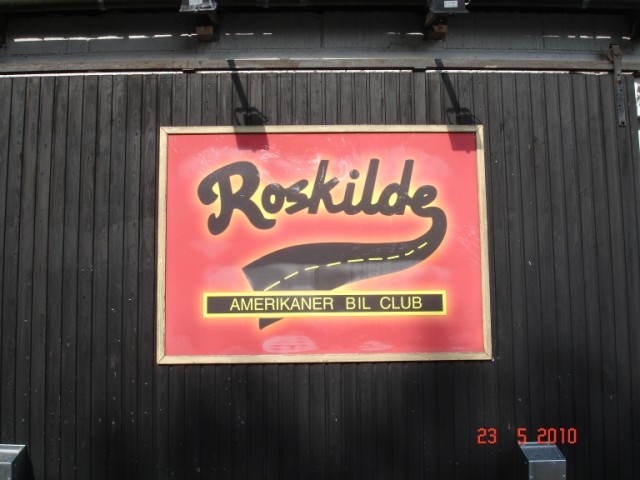 Roskilde
AMERIKANER BIL CLUB
23 5 2010